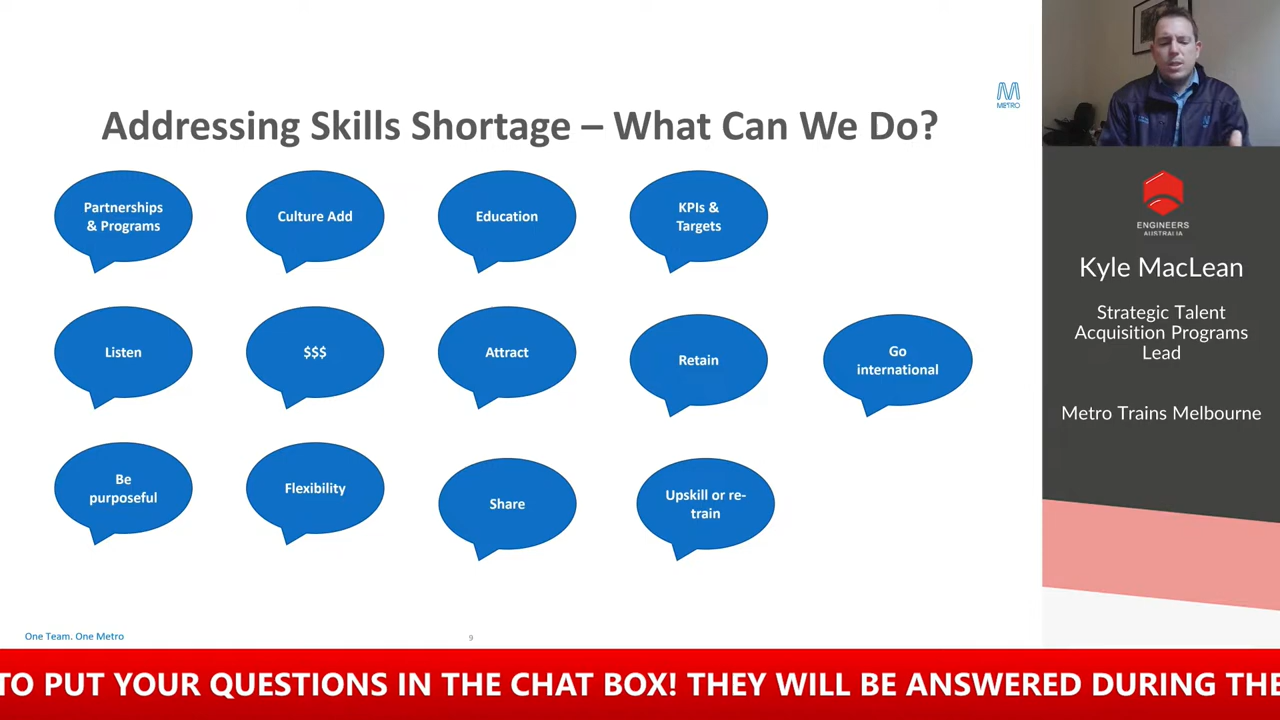 METRO
Addressing Skills Shortage – What Can We Do?
Partnerships
& Programs
Culture Add
Education
KPIs &
Targets
Listen
$$$
Attract
Retain
Go
international
Be
purposeful
Flexibility
Share
Upskill or re-
train
One Team. One Metro
9
ENGINEERS
AUSTRALIA
Kyle MacLean
Strategic Talent
Acquisition Programs
Lead
Metro Trains Melbourne
TO PUT YOUR QUESTIONS IN THE CHAT BOX! THEY WILL BE ANSWERED DURING THE